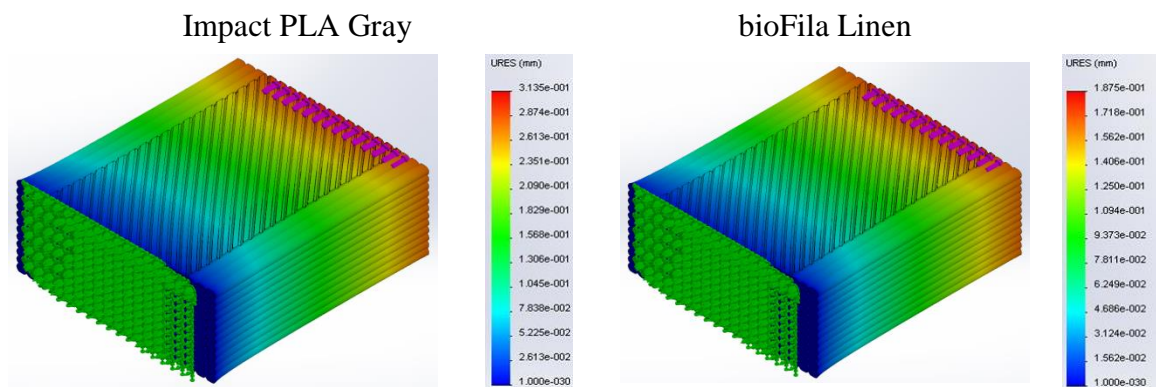 Impact PLA Gray
bioFila Linen
URES (mm)
3.135e-001
2.874e-001
2.613e-001
2.351e-001
2.090e-001
1.829e-001
1.568e-001
1.306e-001
1.045e-001
7.838e-002
5.225e-002
2.613e-002
1.000e-030
URES (mm)
1.875e-001
1.718e-001
1.562e-001
1.406e-001
1.250e-001
1.094e-001
9.373e-002
7.811e-002
6.249e-002
4.686e-002
3.124e-002
1.562e-002
1.000e-030